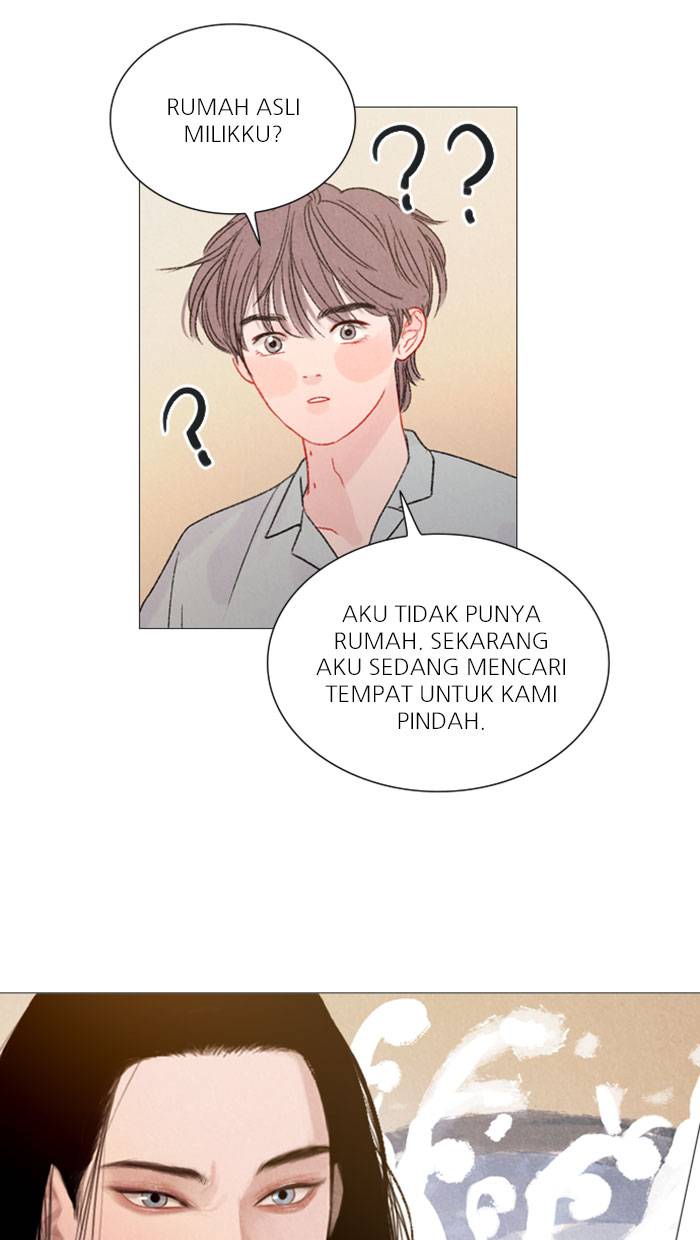 RUMAH ASLI
MILIKKU?
? ?
?
AKU TIDAK PUNYA
RUMAH. SEKARANG
AKU SEDANG MENCARI
TEMPAT UNTUK KAMI
PINDAH.